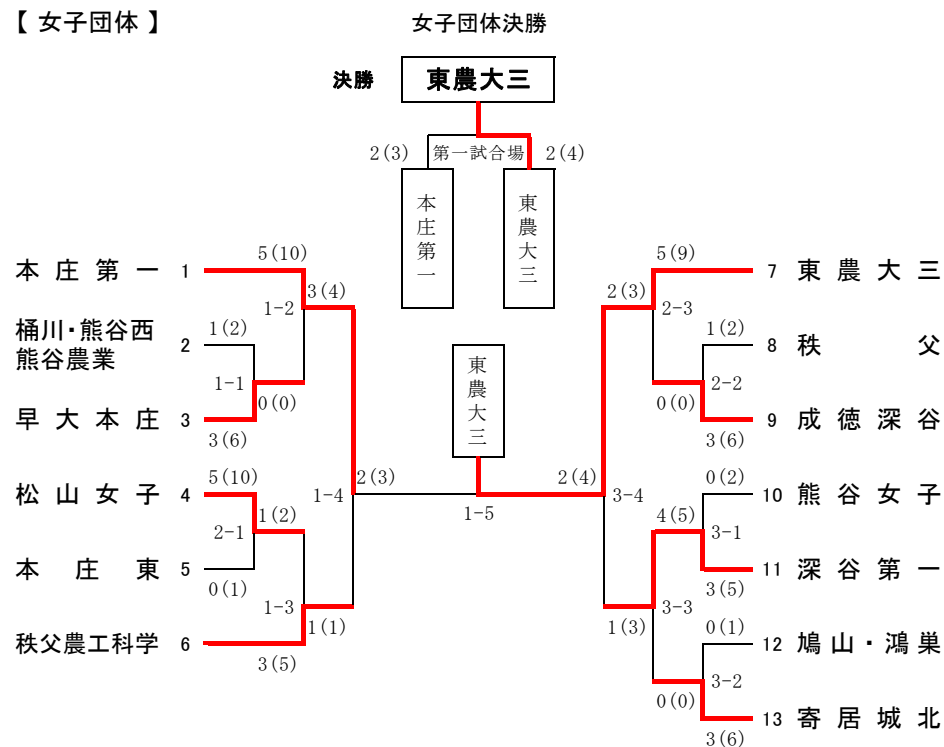 【 女子団体 】
女子団体決勝
決勝
東農大三
2(3)
第一試合場
2(4)
本庄第一
東農大三
5(10)
5(9)
本庄第一 1
3(4)
2(3)
7 東農大三
1-2
2-3
桶川・熊谷西
熊谷農業
2
1(2)
1(2)
8 秩父
東農大三
1-1
2-2
0(0)
0(0)
早大本庄 3
9 成徳深谷
3(6)
3(6)
5(10)
2(3)
2(4)
0(2)
松山女子 4
1-4
3-4
10 熊谷女子
1-5
1(2)
4(5)
2-1
3-1
本庄東 5
11 深谷第一
0(1)
3(5)
1-3
3-3
1(1)
1(3)
0(1)
秩父農工科学 6
12 鳩山・鴻巣
3(5)
3-2
0(0)
13 寄居城北
3(6)